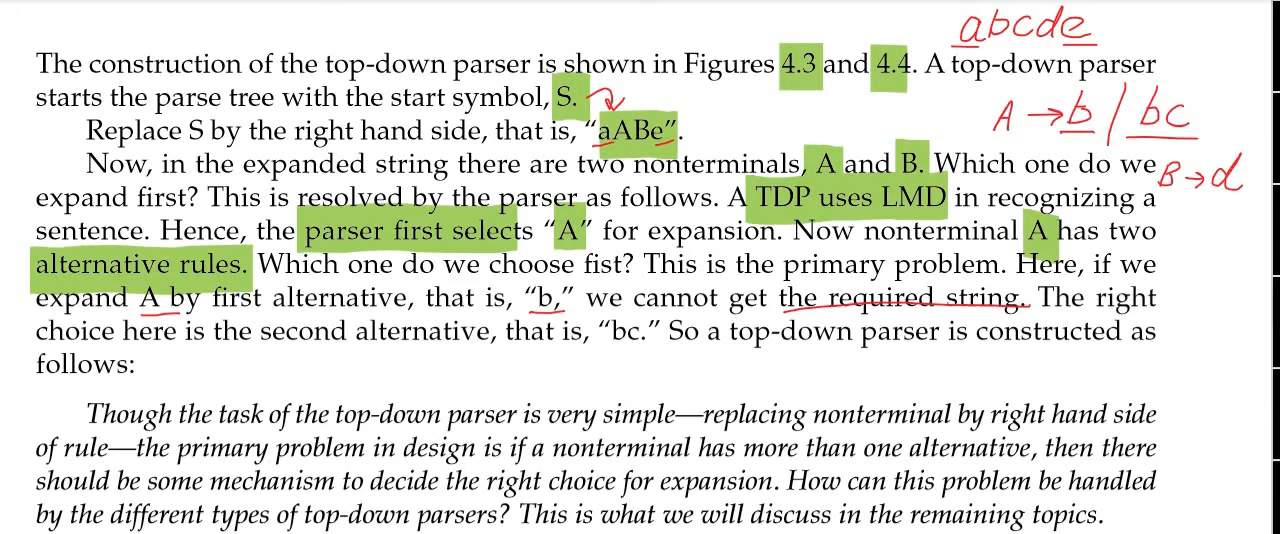 abcde
The construction of the top-down parser is shown in Figures 4.3 and 4.4. A top-down parser
starts the parse tree with the start symbol, S.
Replace S by the right hand side, that is, “aABe”.
A → b / bc
Now, in the expanded string there are two nonterminals, A and B. Which one do we
B → d
expand first? This is resolved by the parser as follows. A TDP uses LMD in recognizing a
sentence. Hence, the parser first selects “A” for expansion. Now nonterminal A has two
alternative rules. Which one do we choose fist? This is the primary problem. Here, if we
expand A by first alternative, that is, “b,” we cannot get the required string. The right
choice here is the second alternative, that is, “bc.” So a top-down parser is constructed as
follows:
Though the task of the top-down parser is very simple—replacing nonterminal by right hand side
of rule—the primary problem in design is if a nonterminal has more than one alternative, then there
should be some mechanism to decide the right choice for expansion. How can this problem be handled
by the different types of top-down parsers? This is what we will discuss in the remaining topics.